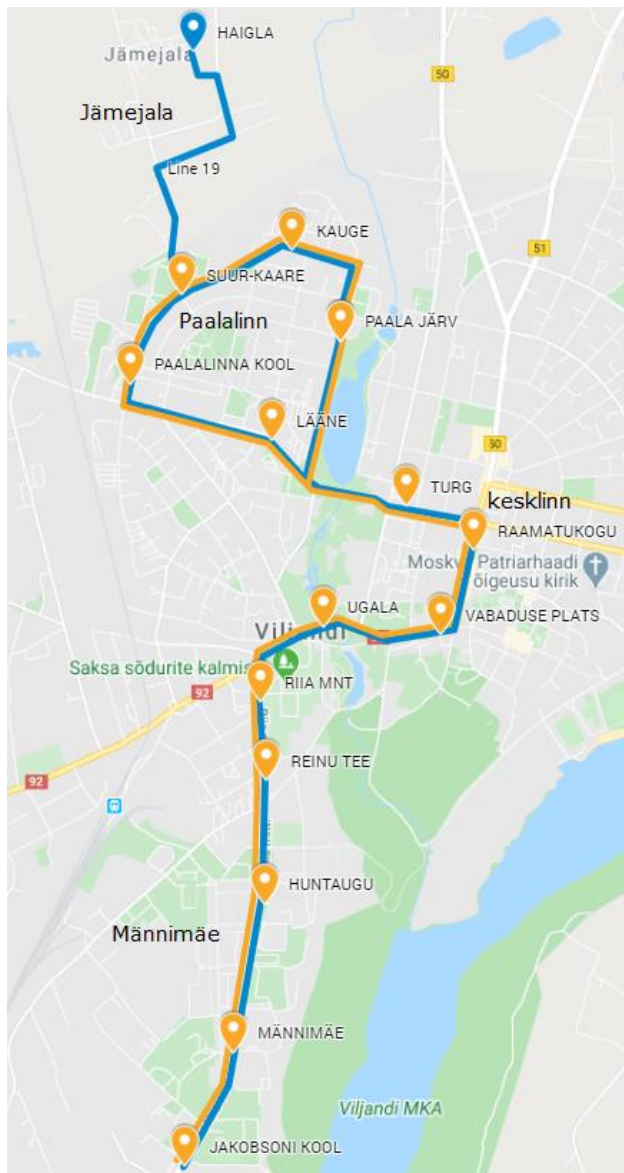 HAIGLA
Jämejala
Jämejala
50
Line 19
KAUGE
51
SUUR-KAARE
Paalalinn
PAALA JÄRV
PAALALINNA KOOL
LÄÄNE
50
TURG
kesklinn
RAAMATUKOGU
Patriarhaadi
õigeusu kirik
UGALA
VABADUSE PLATS
Viljandi
Saksa sõdurite kalmis
RIIA MNT
92
REINU TEE
92
HUNTAUGU
Männimäe
MÄNNIMÄE
Viljandi MKA
JAKOBSONI KOOL